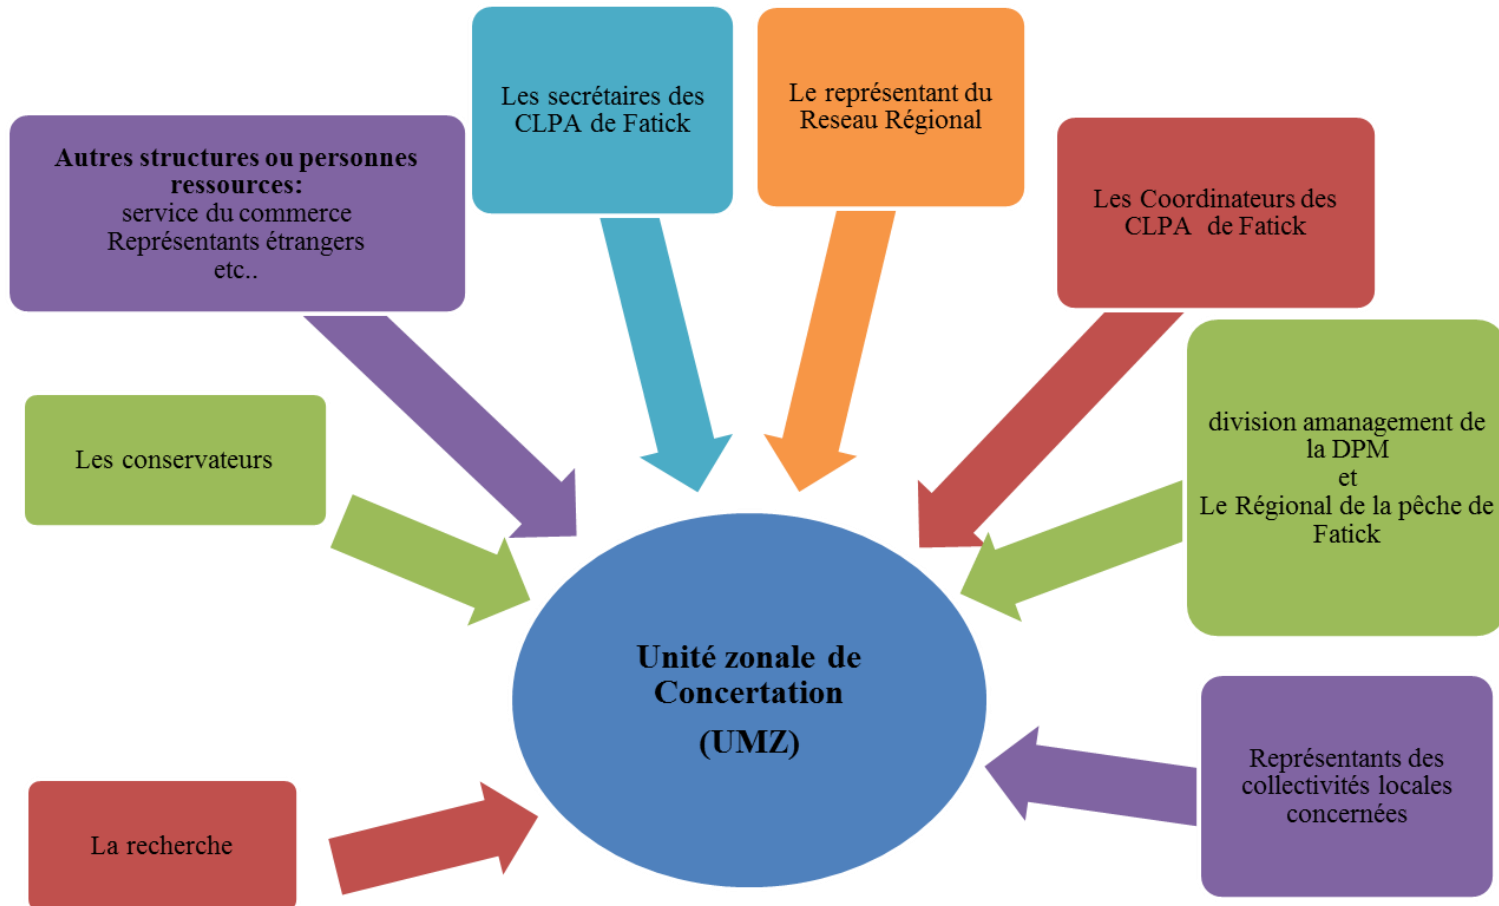 Les secrétaires des
CLPA de Fatick
Le représentant du
Reseau Régional
Autres structures ou personnes
ressources:
service du commerce
Représentants étrangers
etc..
Les Coordinateurs des
CLPA de Fatick
Les conservateurs
division amanagement de
la DPM
et
Le Régional de la pêche de
Fatick
Unité zonale de
Concertation
(UMZ)
Représentants des
collectivités locales
concernées
La recherche